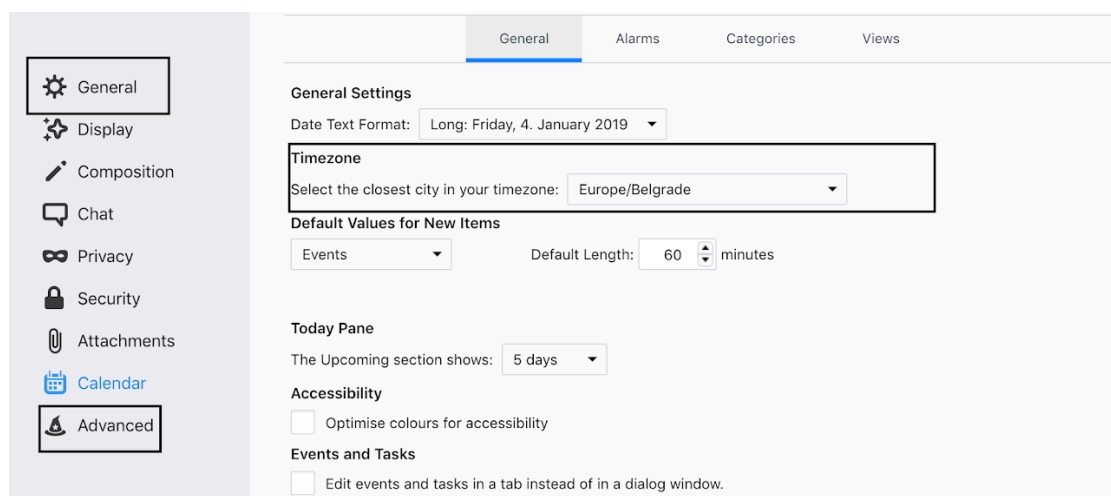 General
Display
Composition
Chat
Privacy
Security
Attachments
Calendar
Advanced
General Alarms Categories Views
General Settings
Date Text Format: Long: Friday, 4. January 2019
Timezone
Select the closest city in your timezone: Europe/Belgrade
Default Values for New Items
Events Default Length: 60 minutes
Today Pane
The Upcoming section shows: 5 days
Accessibility
Optimise colours for accessibility
Events and Tasks
Edit events and tasks in a tab instead of in a dialog window.